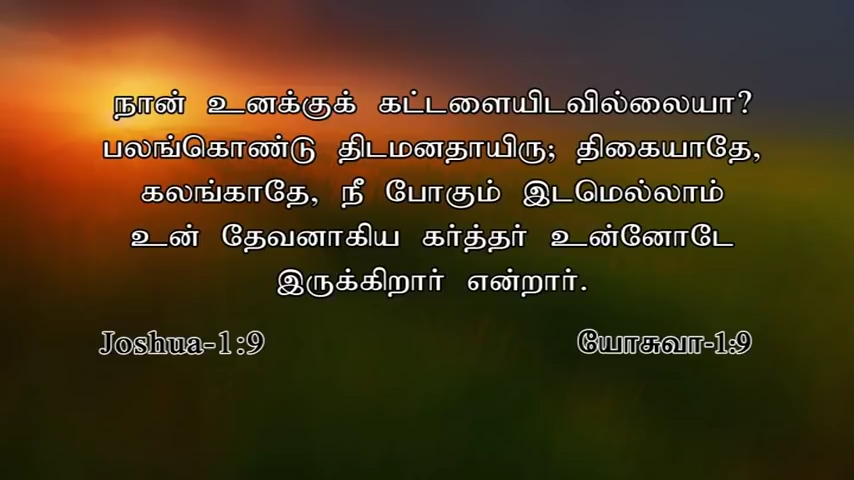 நான் உனக்குக் கட்டளையிடவில்லையா?
பலங்கொண்டு திடமனதாயிரு; திகையாதே,
கலங்காதே, நீ போகும் இடமெல்லாம்
உன் தேவனாகிய கர்த்தர் உன்னோடே
இருக்கிறார் என்றார்.
Joshua-1:9 யோசுவா-1:9